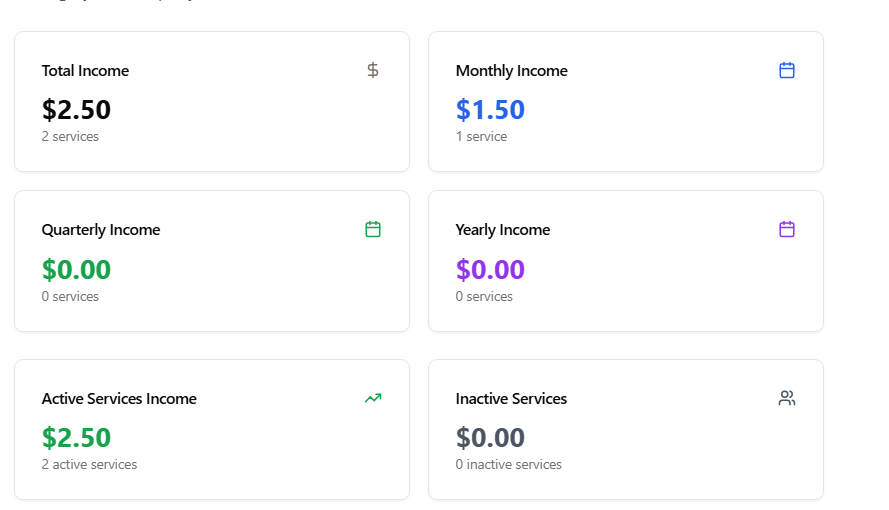 Total Income
$2.50
2 services
Monthly Income
$1.50
1 service
Quarterly Income
$0.00
0 services
Yearly Income
$0.00
0 services
Active Services Income
$2.50
2 active services
Inactive Services
$0.00
0 inactive services